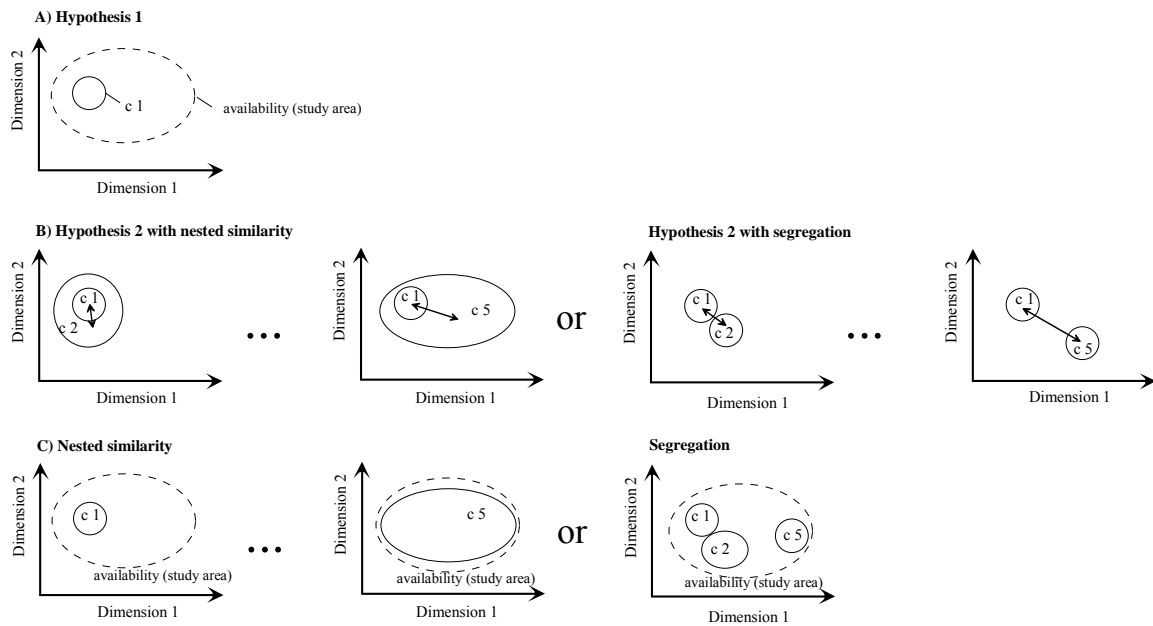 A) Hypothesis 1
Dimension 2
c 1
availability (study area)
Dimension 1
B) Hypothesis 2 with nested similarity
Hypothesis 2 with segregation
Dimension 2
c 1
c 2
Dimension 1
...
Dimension 2
c 1
c 5
Dimension 1
or
Dimension 2
c 1
c 2
Dimension 1
...
Dimension 2
c 1
c 5
Dimension 1
C) Nested similarity
Segregation
Dimension 2
c 1
availability (study area)
Dimension 1
...
Dimension 2
c 5
availability (study area)
Dimension 1
or
Dimension 2
c 1
c 2
c 5
availability (study area)
Dimension 1